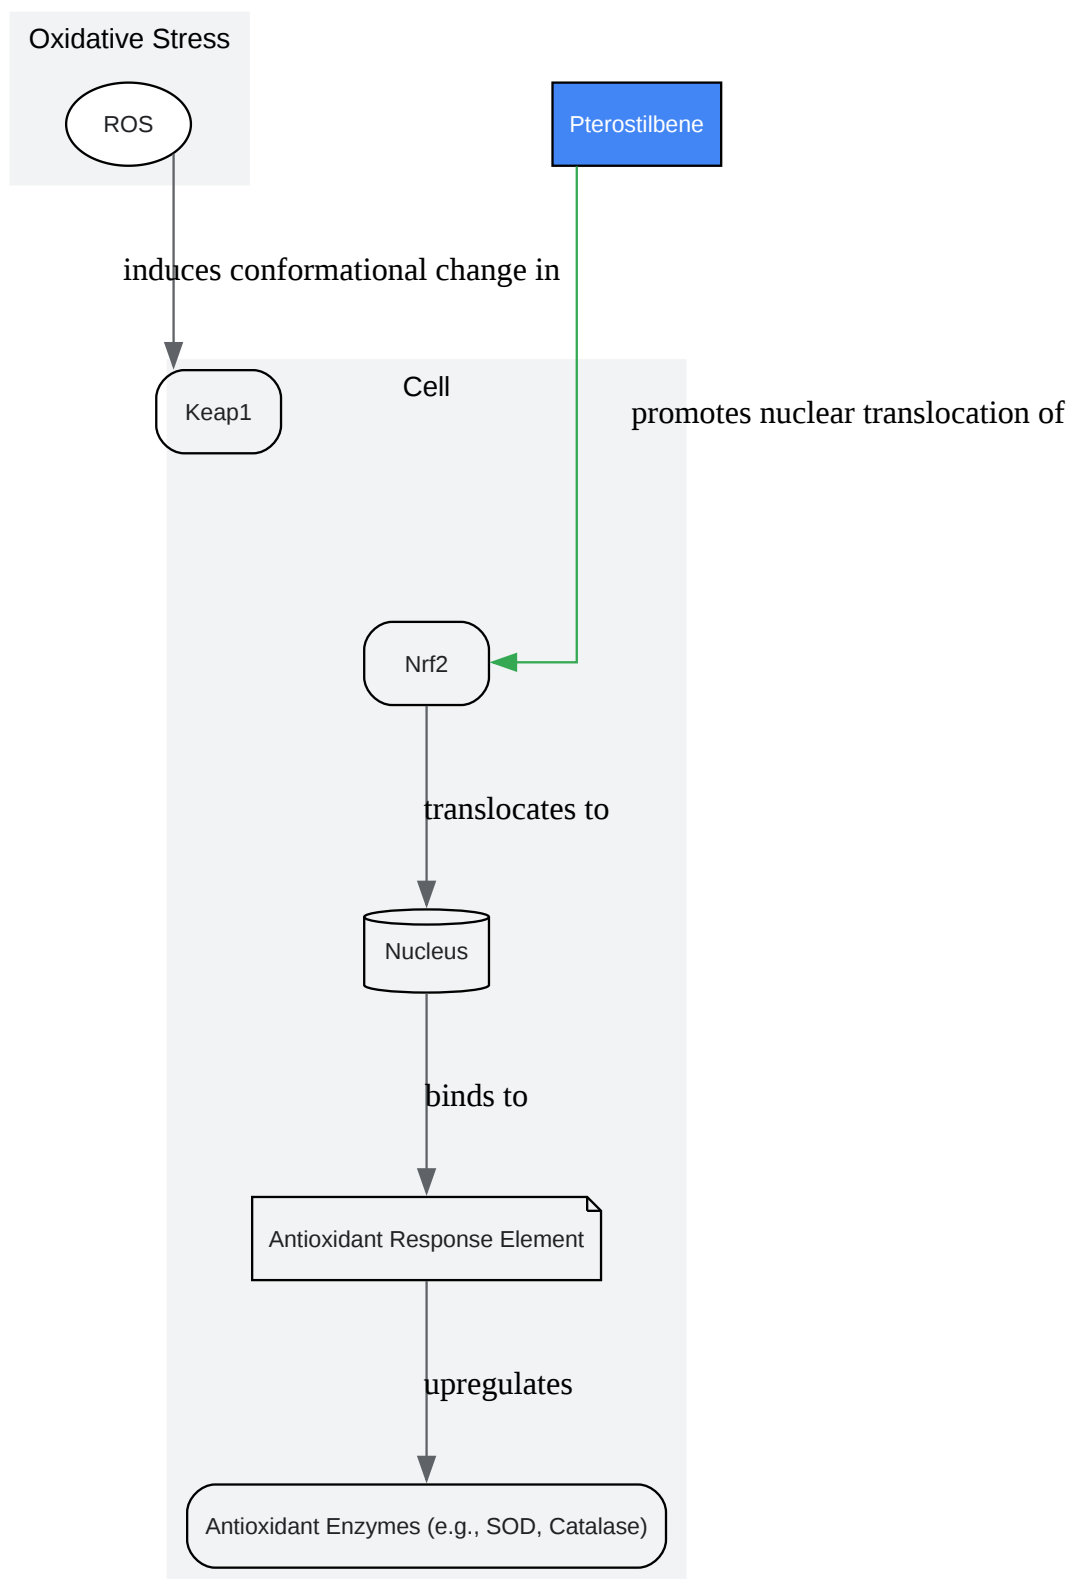 Oxidative Stress
ROS
Pterostilbene
induces conformational change in
Cell
Keap1
promotes nuclear translocation of
Nrf2
translocates to
Nucleus
binds to
Antioxidant Response Element
upregulates
Antioxidant Enzymes (e.g., SOD, Catalase)